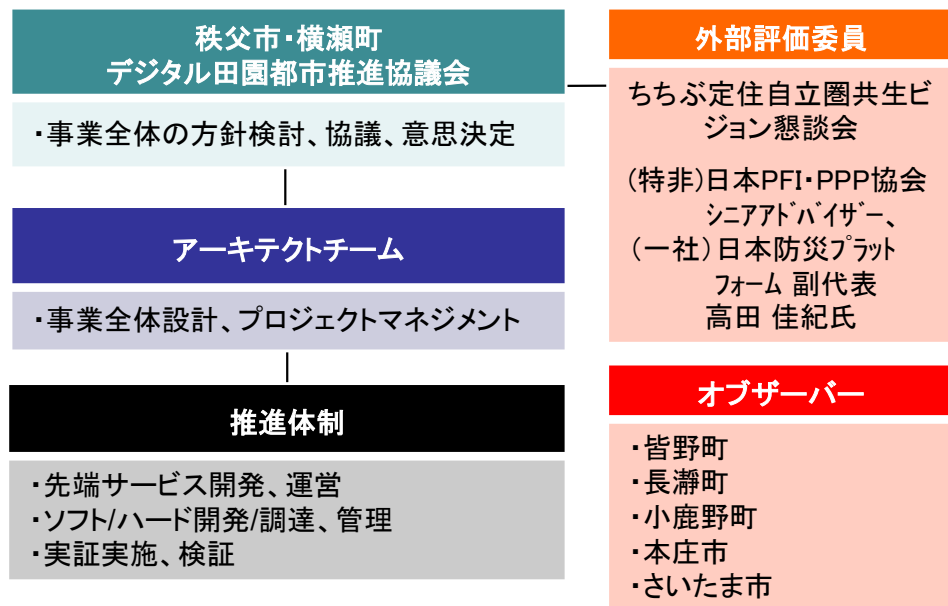 秩父市・横瀬町
デジタル田園都市推進協議会
・事業全体の方針検討、協議、意思決定
アーキテクトチーム
・事業全体設計、プロジェクトマネジメント
推進体制
・先端サービス開発、運営
・ソフト/ハード開発/調達、管理
・実証実施、検証
外部評価委員
ちちぶ定住自立圏共生ビ
ジョン懇談会
(特非)日本PFI・PPP協会
シニアアドバイザー、
(一社)日本防災プラット
フォーム 副代表
高田 佳紀氏
オブザーバー
・皆野町
・長瀞町
・小鹿野町
・本庄市
・さいたま市